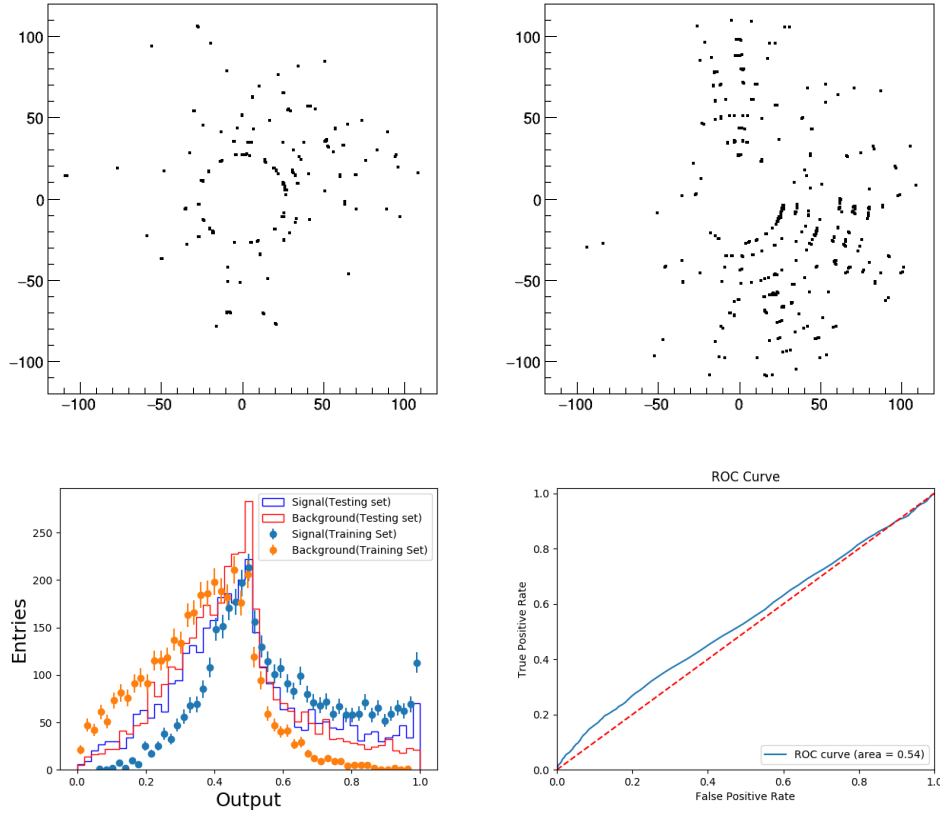 100
50
0
−50
−100
−100 −50 0 50 100
100
50
0
−50
−100
−100 −50 0 50 100
Signal(Testing set)
Background(Testing set)
Signal(Training Set)
Background(Training Set)
Entries
250
200
150
100
50
0
0.0 0.2 0.4 0.6 0.8 1.0
Output
ROC Curve
True Positive Rate
1.0
0.8
0.6
0.4
0.2
0.0
ROC curve (area = 0.54)
0.0 0.2 0.4 0.6 0.8 1.0
False Positive Rate